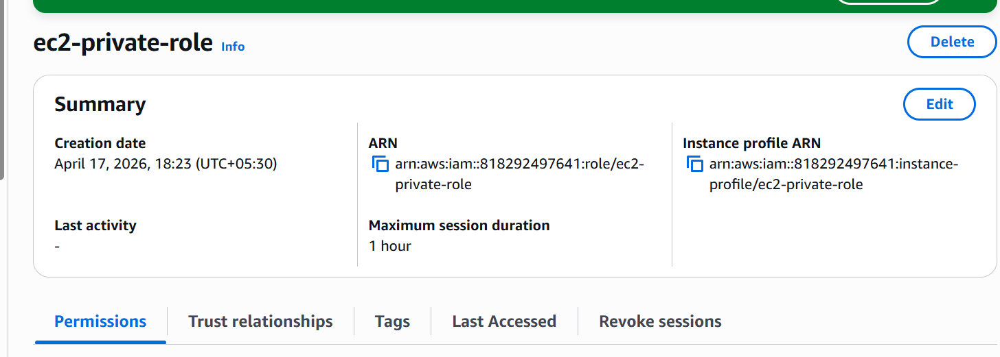 ec2-private-role Info
Delete
Summary
Edit
Creation date
April 17, 2026, 18:23 (UTC+05:30)
ARN
arn:aws:iam::818292497641:role/ec2-
private-role
Instance profile ARN
arn:aws:iam::818292497641:instance-
profile/ec2-private-role
Last activity
-
Maximum session duration
1 hour
Permissions
Trust relationships
Tags
Last Accessed
Revoke sessions